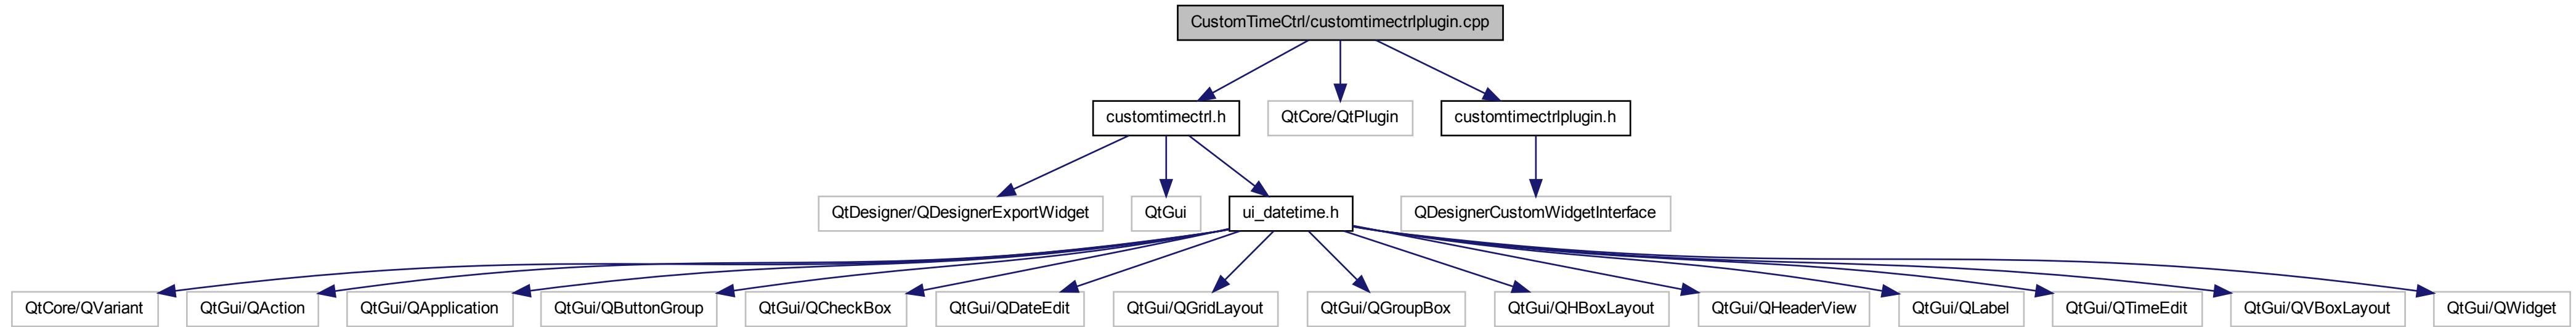 CustomTimeCtrl/customtimectrlplugin.cpp
customtimectrl.h
QtCore/QtPlugin
customtimectrlplugin.h
QtDesigner/QDesignerExportWidget
QtGui
ui_datetime.h
QDesignerCustomWidgetInterface
QtCore/QVariant
QtGui/QAction
QtGui/QApplication
QtGui/QButtonGroup
QtGui/QCheckBox
QtGui/QDateEdit
QtGui/QGridLayout
QtGui/QGroupBox
QtGui/QHBoxLayout
QtGui/QHeaderView
QtGui/QLabel
QtGui/QTimeEdit
QtGui/QVBoxLayout
QtGui/QWidget